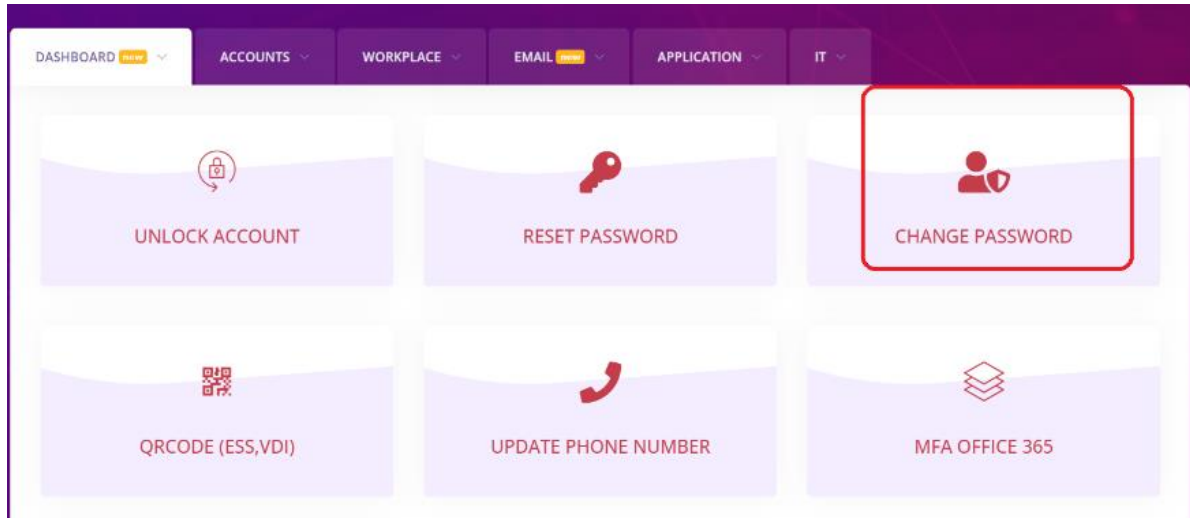 DASHBOARD new
ACCOUNTS
WORKPLACE
EMAIL new
APPLICATION
IT
UNLOCK ACCOUNT
RESET PASSWORD
CHANGE PASSWORD
QRCODE (ESS,VDI)
UPDATE PHONE NUMBER
MFA OFFICE 365